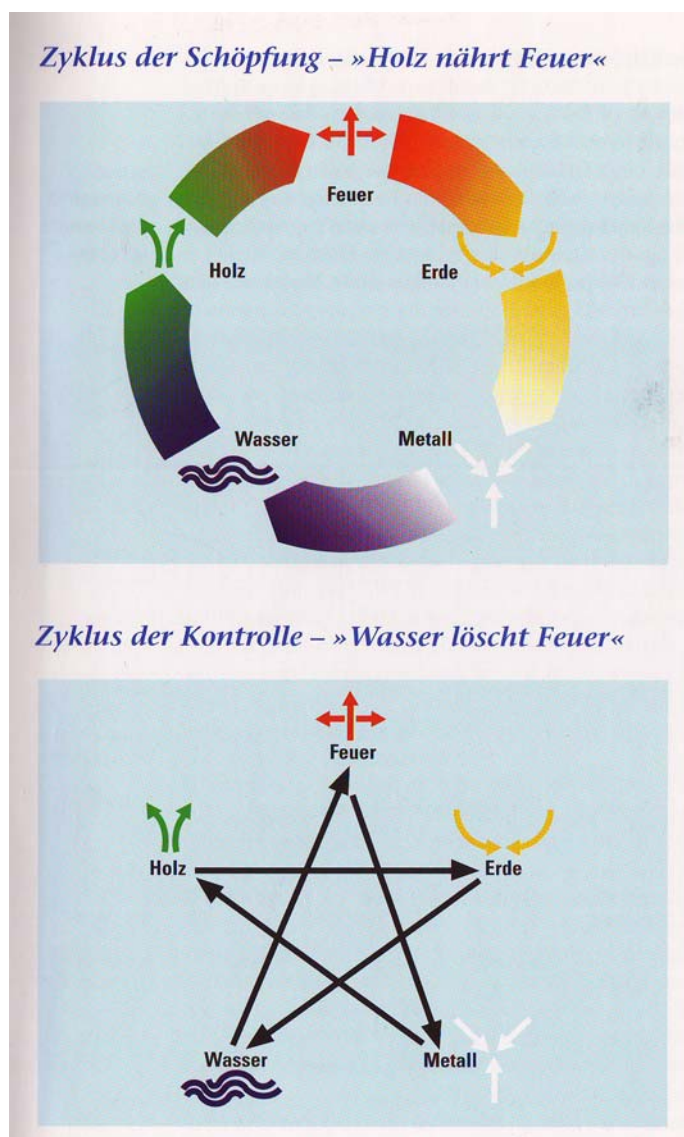 Zyklus der Schöpfung – »Holz nährt Feuer«
Feuer
Holz
Erde
Wasser
Metall
Zyklus der Kontrolle – »Wasser löscht Feuer«
Feuer
Holz
Erde
Wasser
Metall